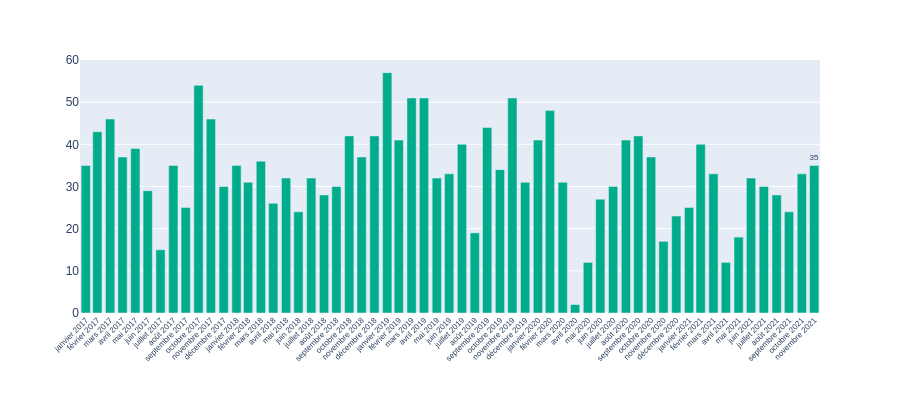 60
50
40
30
20
10
0
35
janvier 2017
février 2017
mars 2017
avril 2017
mai 2017
juin 2017
juillet 2017
août 2017
septembre 2017
octobre 2017
novembre 2017
décembre 2017
janvier 2018
février 2018
mars 2018
avril 2018
mai 2018
juin 2018
juillet 2018
août 2018
septembre 2018
octobre 2018
novembre 2018
décembre 2018
janvier 2019
février 2019
mars 2019
avril 2019
mai 2019
juin 2019
juillet 2019
août 2019
septembre 2019
octobre 2019
novembre 2019
décembre 2019
janvier 2020
février 2020
mars 2020
avril 2020
mai 2020
juin 2020
juillet 2020
août 2020
septembre 2020
octobre 2020
novembre 2020
décembre 2020
janvier 2021
février 2021
mars 2021
avril 2021
mai 2021
juin 2021
juillet 2021
août 2021
septembre 2021
octobre 2021
novembre 2021